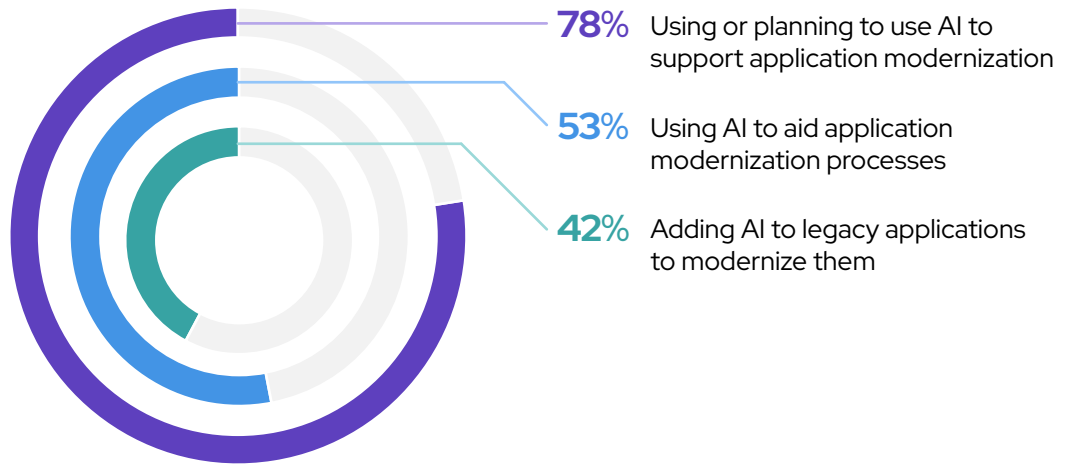 78% Using or planning to use AI to
support application modernization
53% Using AI to aid application
modernization processes
42% Adding AI to legacy applications
to modernize them